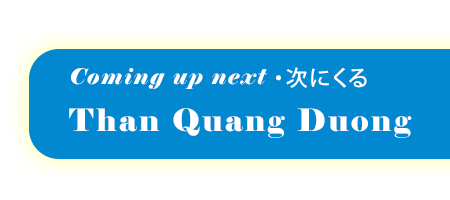 Coming up next・次にくる
Than Quang Duong